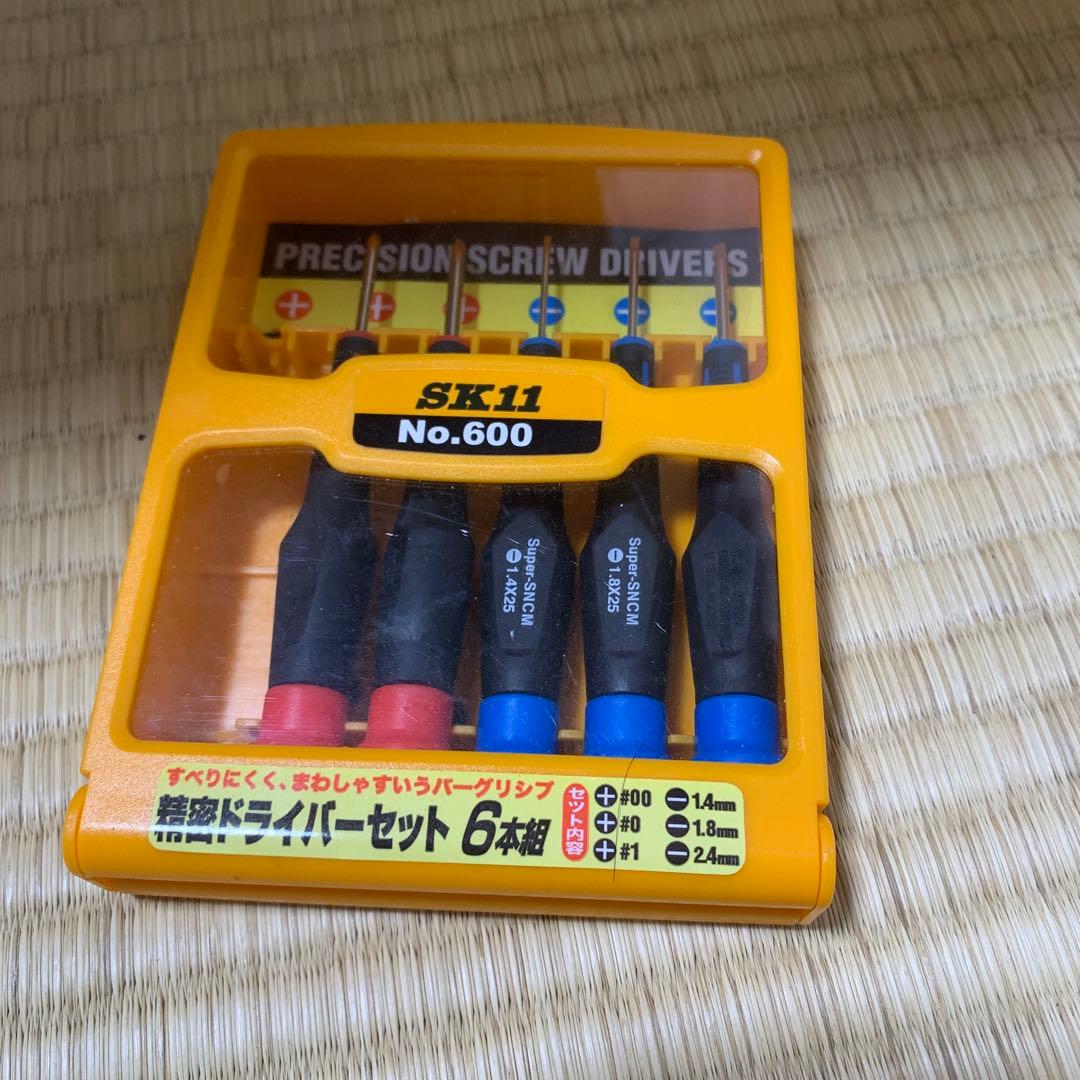 PRECISION SCREW DRIVERS
SK11
No.600
Super-SNCM
⊖1.4X25
Super-SNCM
⊖1.8X25
すべりにくく、まわしやすいラバーグリップ
精密ドライバーセット 6本組
セット内容
⊕#00 ⊖1.4mm
⊕#0 ⊖1.8mm
⊕#1 ⊖2.4mm